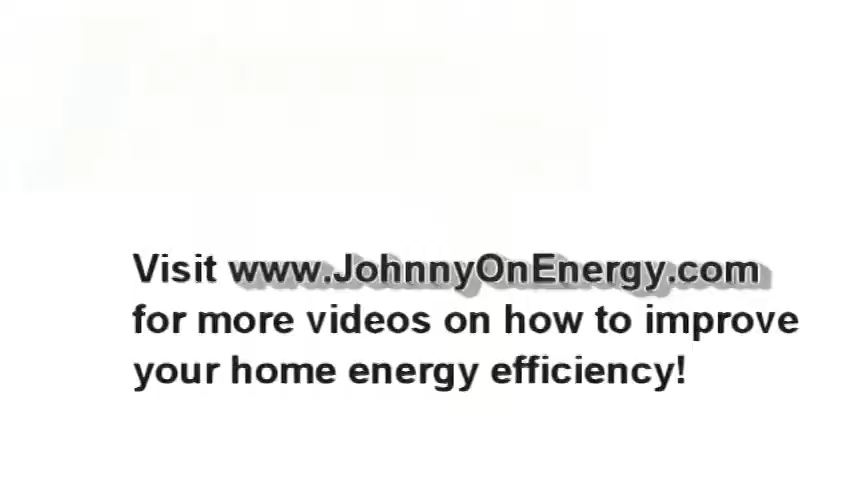 Visit www.JohnnyOnEnergy.com
for more videos on how to improve
your home energy efficiency!